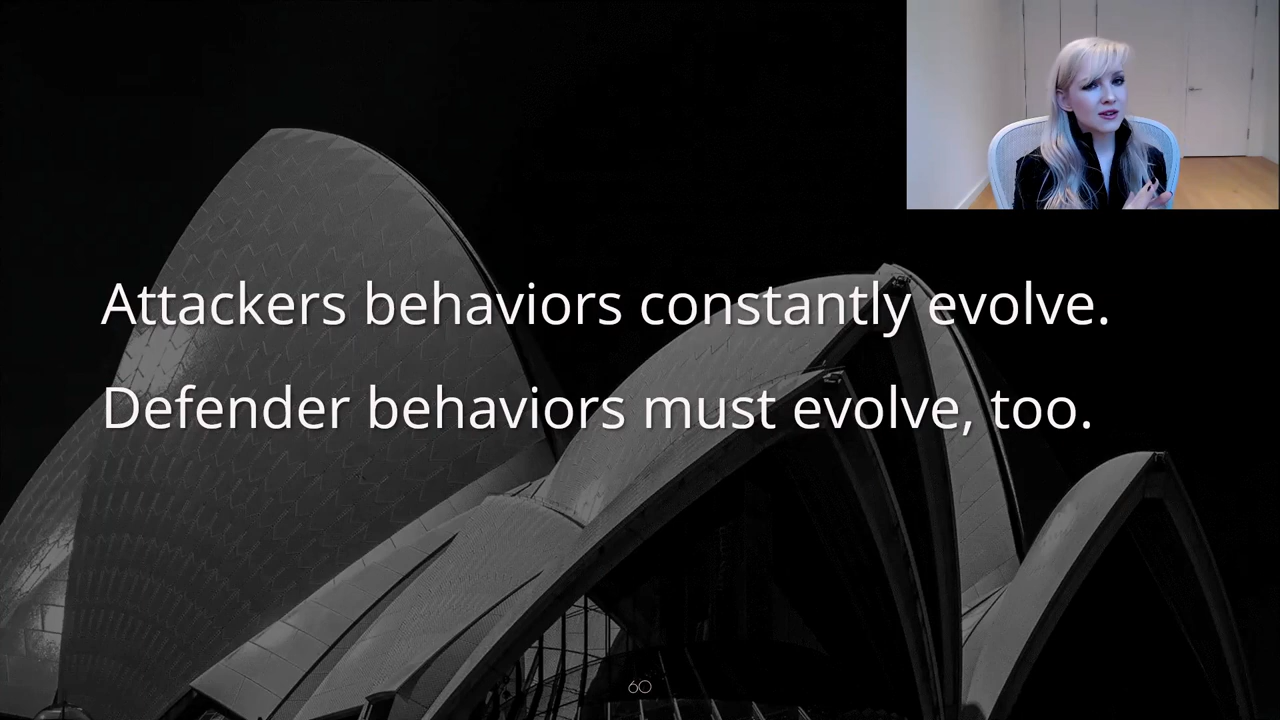 Attackers behaviors constantly evolve.
Defender behaviors must evolve, too.
60